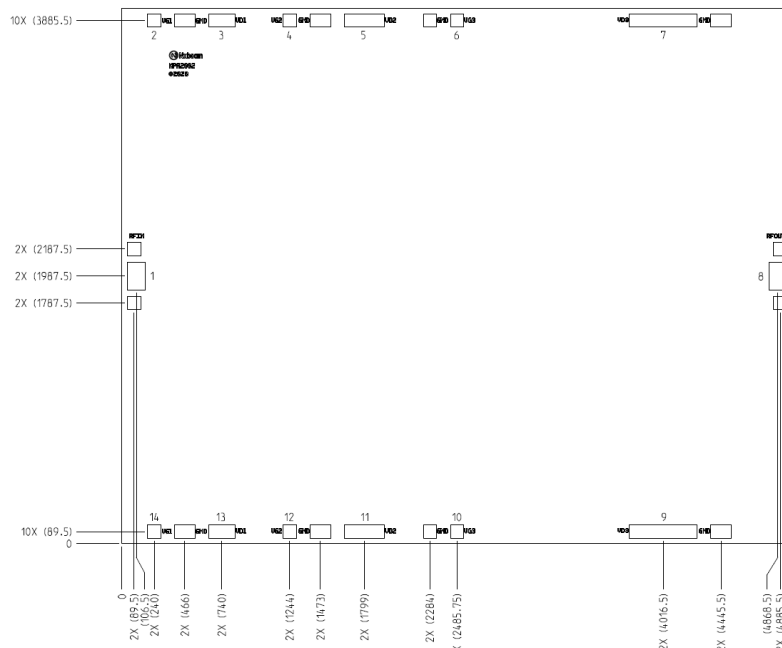 10X (3885.5)
VG1 GND VD1 VG2 GND VD2 GND VG3 VD3 GND
2 3 4 5 6 7
2X (2187.5)
RFIN
2X (1987.5)
1
8
2X (1787.5)
14 13 12 11 10 9
10X (89.5)
VG1 GND VD1 VG2 GND VD2 GND VG3 VD3 GND
0
0
2X (89.5)
(106.5)
2X (240)
2X (466)
2X (740)
2X (1244)
2X (1473)
2X (1799)
2X (2284)
2X (2485.75)
2X (4016.5)
2X (4445.5)
(4868.5)
2X (4885.5)